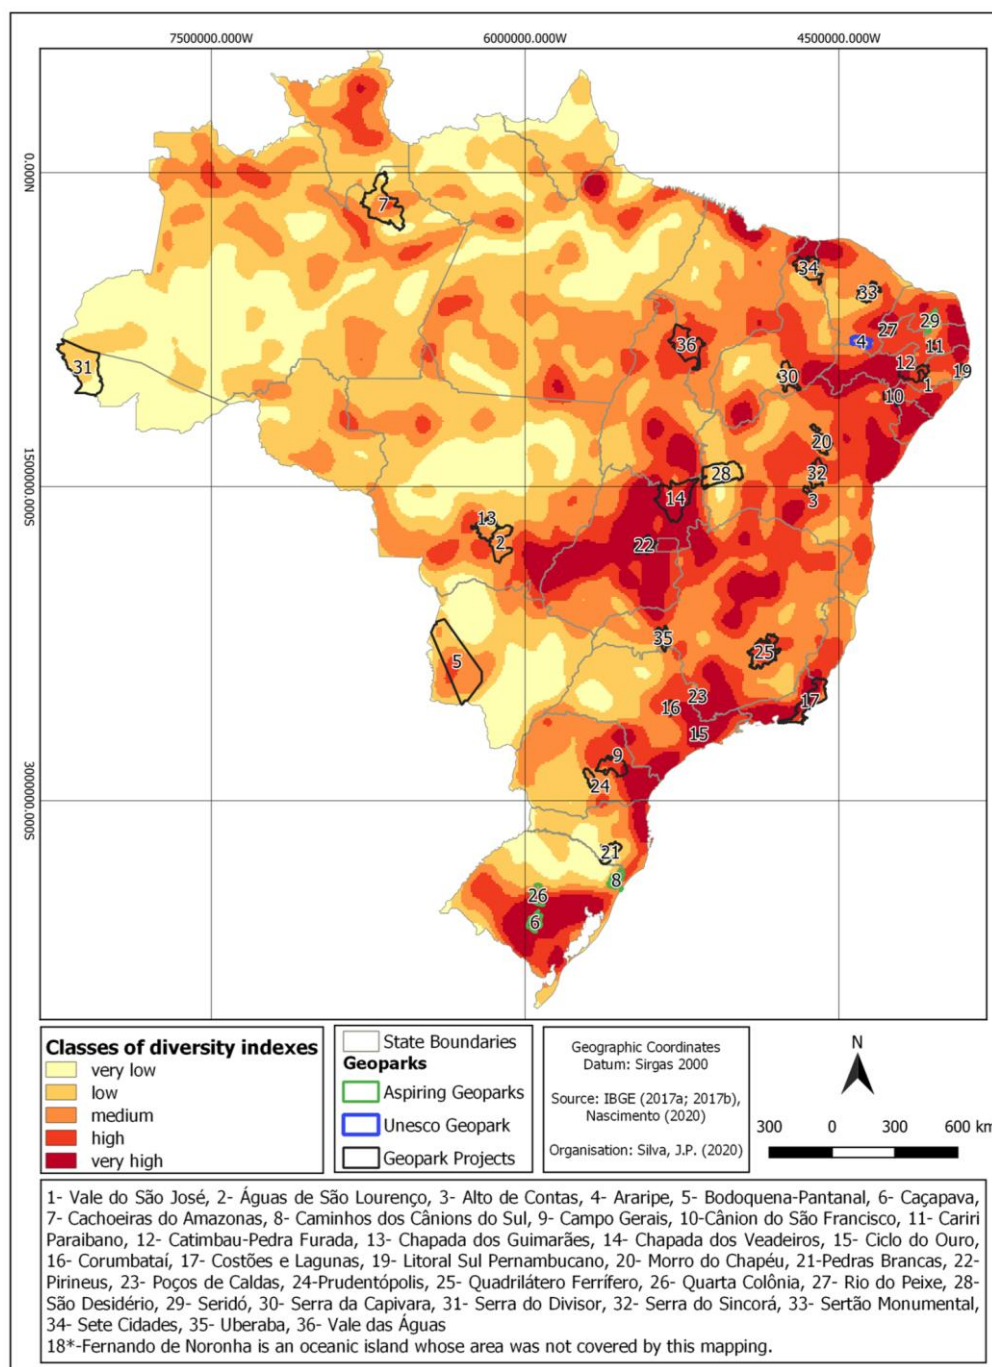 7500000.000W 6000000.000W 4500000.000W
0.000N
1500000.000S
3000000.000S
7
34
33
27
29
4
11
36
12
19
31
30
1
10
20
28
32
14
3
13
2
22
35
25
5
23
17
16
15
9
24
21
8
26
6
Classes of diversity indexes
very low
low
medium
high
very high
State Boundaries
Geoparks
Aspiring Geoparks
Unesco Geopark
Geopark Projects
Geographic Coordinates
Datum: Sirgas 2000
Source: IBGE (2017a; 2017b),
Nascimento (2020)
Organisation: Silva, J.P. (2020)
N
300 0 300 600 km
1- Vale do São José, 2- Águas de São Lourenço, 3- Alto de Contas, 4- Araripe, 5- Bodoquena-Pantanal, 6- Caçapava,
7- Cachoeiras do Amazonas, 8- Caminhos dos Cânions do Sul, 9- Campo Gerais, 10-Cânion do São Francisco, 11- Cariri
Paraibano, 12- Catimbau-Pedra Furada, 13- Chapada dos Guimarães, 14- Chapada dos Veadeiros, 15- Ciclo do Ouro,
16- Corumbataí, 17- Costões e Lagunas, 19- Litoral Sul Pernambucano, 20- Morro do Chapéu, 21-Pedras Brancas, 22-
Pirineus, 23- Poços de Caldas, 24-Prudentópolis, 25- Quadrilátero Ferrífero, 26- Quarta Colônia, 27- Rio do Peixe, 28-
São Desidério, 29- Seridó, 30- Serra da Capivara, 31- Serra do Divisor, 32- Serra do Sincorá, 33- Sertão Monumental,
34- Sete Cidades, 35- Uberaba, 36- Vale das Águas
18*-Fernando de Noronha is an oceanic island whose area was not covered by this mapping.